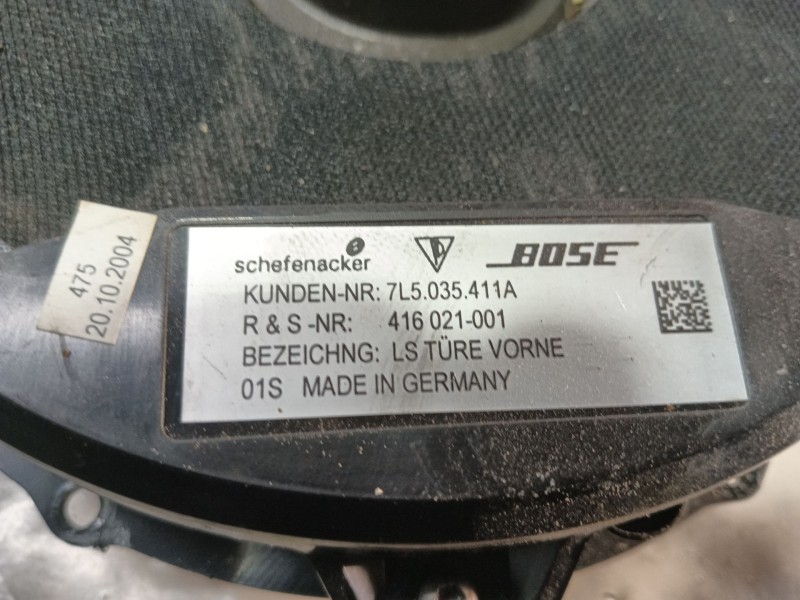 475
20.10.2004
schefenacker
BOSE
KUNDEN-NR: 7L5.035.411A
R & S -NR: 416 021-001
BEZEICHNG: LS TÜRE VORNE
01S MADE IN GERMANY